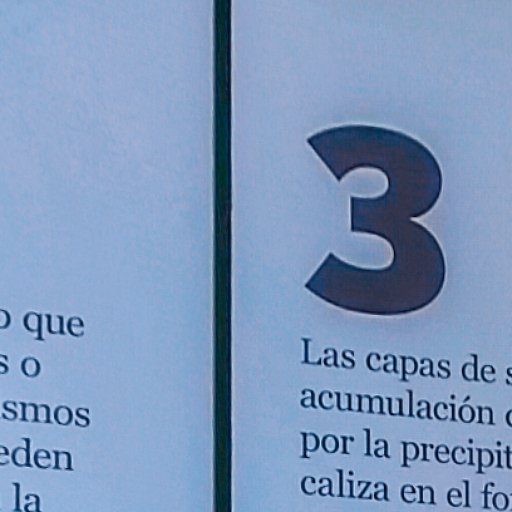 que
s o
smos
eden
la
3
Las capas de s
acumulación
por la precipit
caliza en el fo